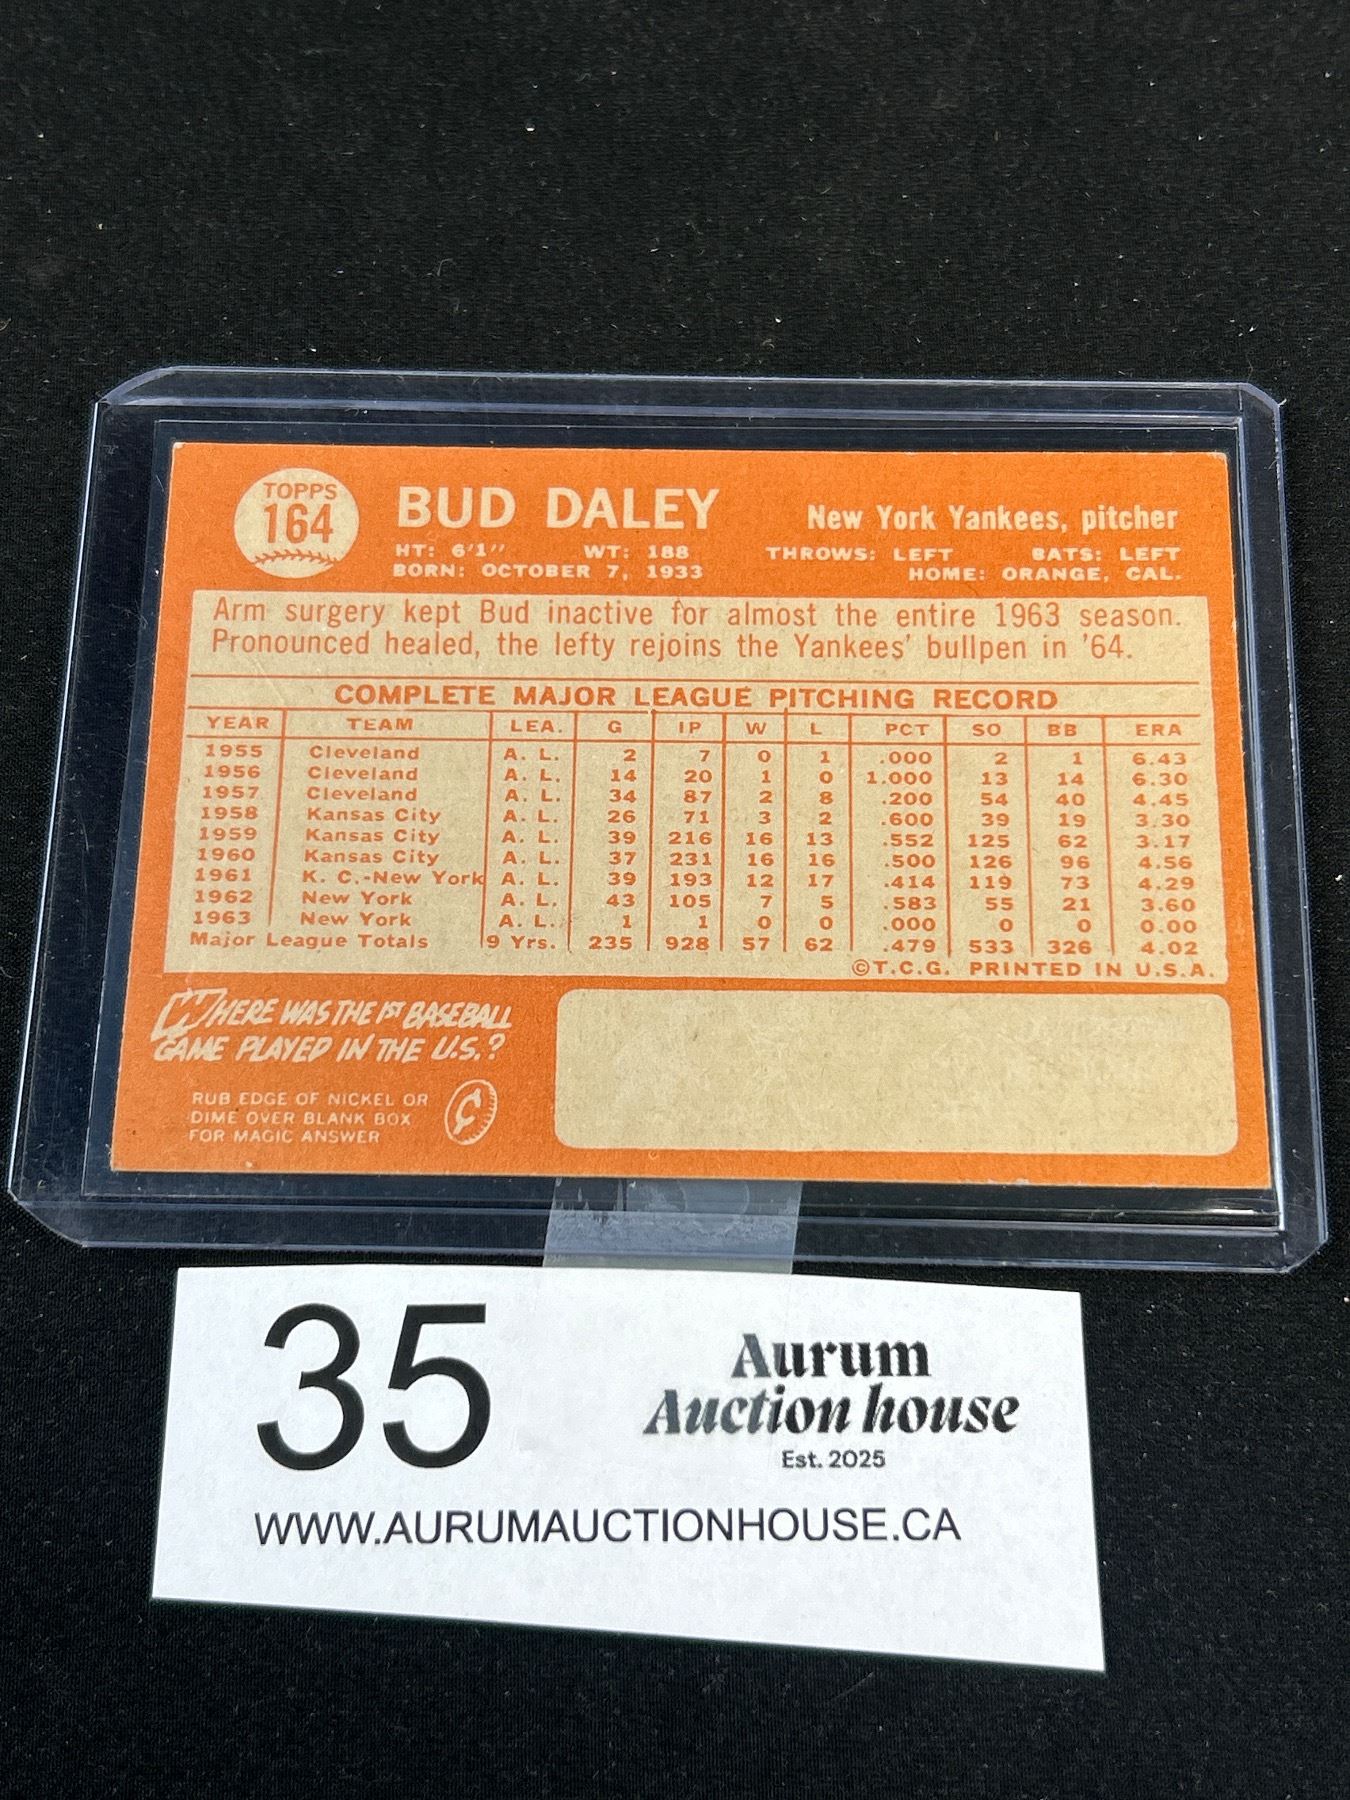 TOPPS
164
BUD DALEY
New York Yankees, pitcher
HT: 6'1" WT: 188 THROWS: LEFT BATS: LEFT
BORN: OCTOBER 7, 1933 HOME: ORANGE, CAL.
Arm surgery kept Bud inactive for almost the entire 1963 season.
Pronounced healed, the lefty rejoins the Yankees' bullpen in '64.
COMPLETE MAJOR LEAGUE PITCHING RECORD
YEAR TEAM LEA. G IP W L PCT SO BB ERA
1955 Cleveland A. L. 2 7 0 1 .000 2 1 6.43
1956 Cleveland A. L. 14 20 1 0 1.000 13 14 6.30
1957 Cleveland A. L. 34 87 2 8 .200 54 40 4.45
1958 Kansas City A. L. 26 71 3 2 .600 39 19 3.30
1959 Kansas City A. L. 39 216 16 13 .552 125 62 3.17
1960 Kansas City A. L. 37 231 16 16 .500 126 96 4.56
1961 K. C.-New York A. L. 39 193 12 17 .414 119 73 4.29
1962 New York A. L. 43 105 7 5 .583 55 21 3.60
1963 New York A. L. 1 1 0 0 .000 0 0 0.00
Major League Totals 9 Yrs. 235 928 57 62 .479 533 326 4.02
©T.C.G. PRINTED IN U.S.A.
WHERE WAS THE 1ST BASEBALL
GAME PLAYED IN THE U.S.?
RUB EDGE OF NICKEL OR
DIME OVER BLANK BOX
FOR MAGIC ANSWER
¢
35
Aurum
Auction house
Est. 2025
WWW.AURUMAUCTIONHOUSE.CA